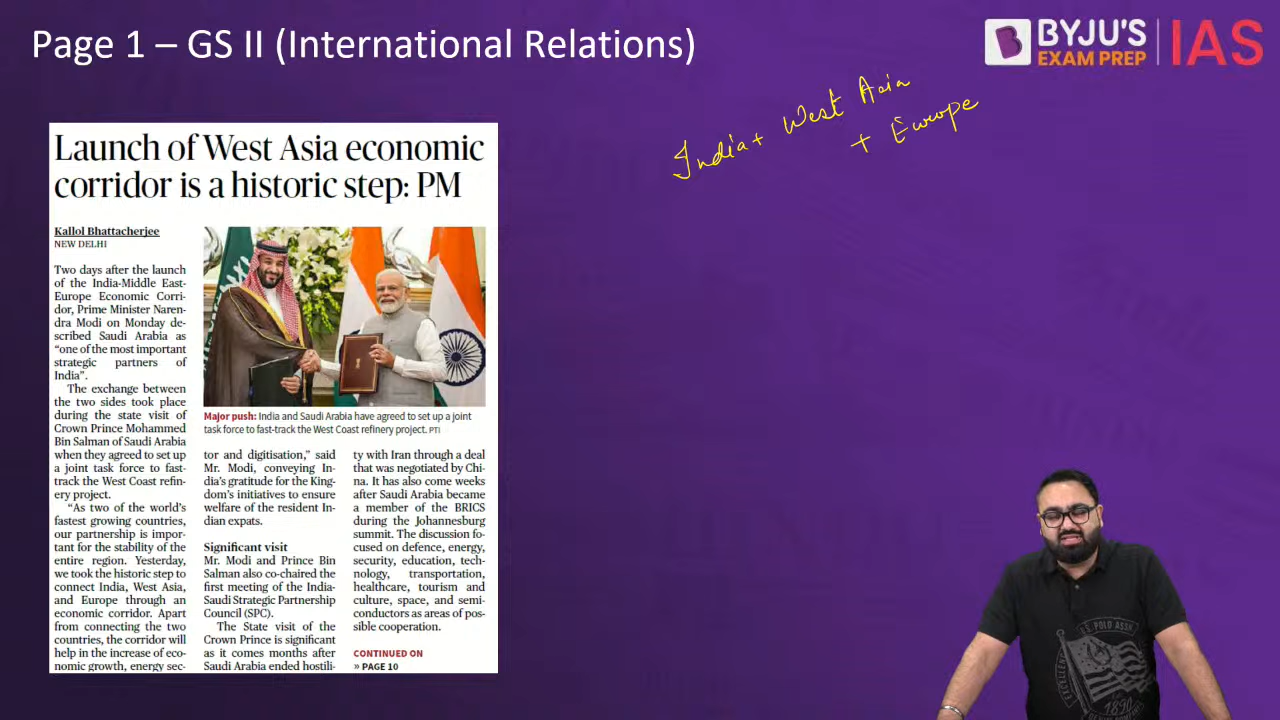 Page 1 – GS II (International Relations)
BYJU'S
EXAM PREP
IAS
India + West Asia
+ Europe
Launch of West Asia economic
corridor is a historic step: PM
Kallol Bhattacherjee
NEW DELHI
Two days after the launch
of the India-Middle East-
Europe Economic Corri-
dor, Prime Minister Naren-
dra Modi on Monday de-
scribed Saudi Arabia as
“one of the most important
strategic partners of
India”.
The exchange between
the two sides took place
during the state visit of
Crown Prince Mohammed
Bin Salman of Saudi Arabia
when they agreed to set up
a joint task force to fast-
track the West Coast refin-
ery project.
“As two of the world’s
fastest growing countries,
our partnership is impor-
tant for the stability of the
entire region. Yesterday,
we took the historic step to
connect India, West Asia,
and Europe through an
economic corridor. Apart
from connecting the two
countries, the corridor will
help in the increase of eco-
nomic growth, energy sec-
Major push: India and Saudi Arabia have agreed to set up a joint
task force to fast-track the West Coast refinery project. PTI
tor and digitisation,” said
Mr. Modi, conveying In-
dia’s gratitude for the King-
dom’s initiatives to ensure
welfare of the resident In-
dian expats.
Significant visit
Mr. Modi and Prince Bin
Salman also co-chaired the
first meeting of the India-
Saudi Strategic Partnership
Council (SPC).
The State visit of the
Crown Prince is significant
as it comes months after
Saudi Arabia ended hostili-
ty with Iran through a deal
that was negotiated by Chi-
na. It has also come weeks
after Saudi Arabia became
a member of the BRICS
during the Johannesburg
summit. The discussion fo-
cused on defence, energy,
security, education, tech-
nology, transportation,
healthcare, tourism and
culture, space, and semi-
conductors as areas of pos-
sible cooperation.
CONTINUED ON
» PAGE 10
U.S. POLO ASSN.
1890